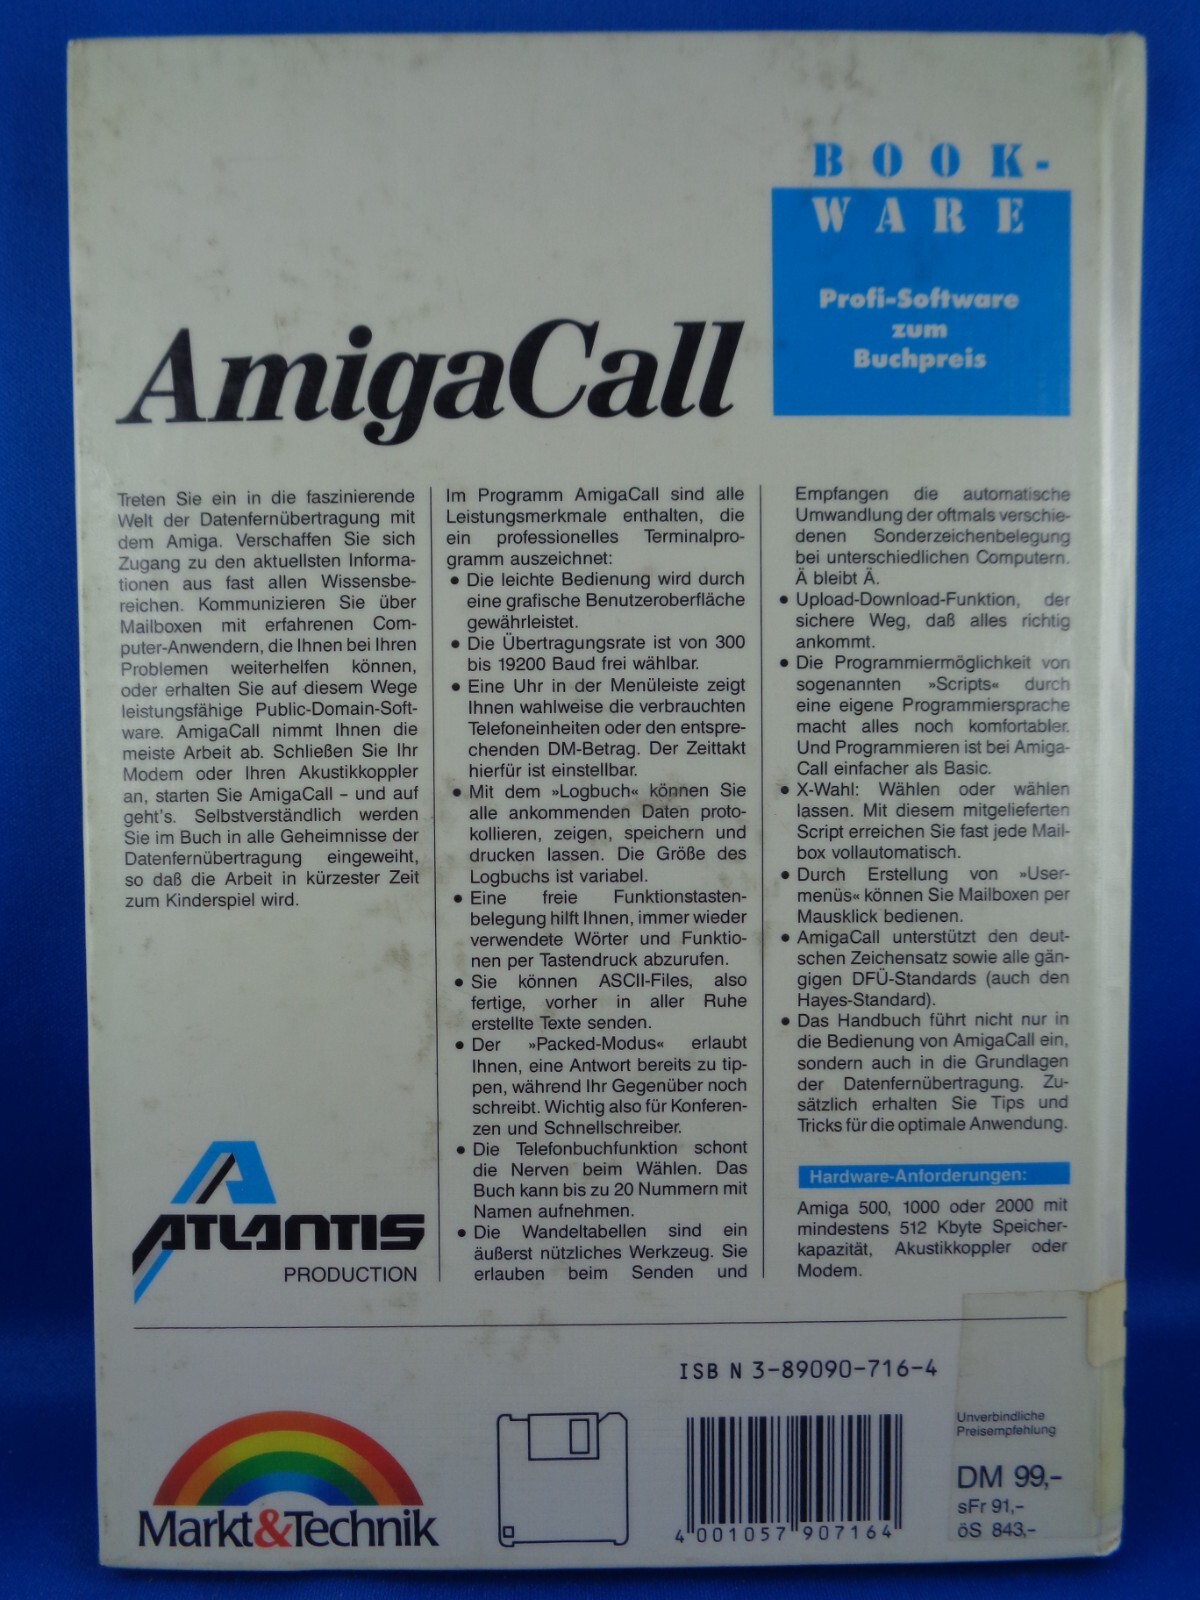 BOOK-
WARE
Profi-Software
zum
Buchpreis
AmigaCall
Treten Sie ein in die faszinierende
Welt der Datenfernübertragung mit
dem Amiga. Verschaffen Sie sich
Zugang zu den aktuellsten Informa-
tionen aus fast allen Wissensbe-
reichen. Kommunizieren Sie über
Mailboxen mit erfahrenen Com-
puter-Anwendern, die Ihnen bei Ihren
Problemen weiterhelfen können,
oder erhalten Sie auf diesem Wege
leistungsfähige Public-Domain-Soft-
ware. AmigaCall nimmt Ihnen die
meiste Arbeit ab. Schließen Sie Ihr
Modem oder Ihren Akustikkoppler
an, starten Sie AmigaCall – und auf
geht's. Selbstverständlich werden
Sie im Buch in alle Geheimnisse der
Datenfernübertragung eingeweiht,
so daß die Arbeit in kürzester Zeit
zum Kinderspiel wird.
Im Programm AmigaCall sind alle
Leistungsmerkmale enthalten, die
ein professionelles Terminalpro-
gramm auszeichnet:
• Die leichte Bedienung wird durch
eine grafische Benutzeroberfläche
gewährleistet.
• Die Übertragungsrate ist von 300
bis 19200 Baud frei wählbar.
• Eine Uhr in der Menüleiste zeigt
Ihnen wahlweise die verbrauchten
Telefoneinheiten oder den entspre-
chenden DM-Betrag. Der Zeittakt
hierfür ist einstellbar.
• Mit dem »Logbuch« können Sie
alle ankommenden Daten proto-
kollieren, zeigen, speichern und
drucken lassen. Die Größe des
Logbuchs ist variabel.
• Eine freie Funktionstasten-
belegung hilft Ihnen, immer wieder
verwendete Wörter und Funktio-
nen per Tastendruck abzurufen.
• Sie können ASCII-Files, also
fertige, vorher in aller Ruhe
erstellte Texte senden.
• Der »Packed-Modus« erlaubt
Ihnen, eine Antwort bereits zu tip-
pen, während Ihr Gegenüber noch
schreibt. Wichtig also für Konferen-
zen und Schnellschreiber.
• Die Telefonbuchfunktion schont
die Nerven beim Wählen. Das
Buch kann bis zu 20 Nummern mit
Namen aufnehmen.
• Die Wandeltabellen sind ein
äußerst nützliches Werkzeug. Sie
erlauben beim Senden und
Empfangen die automatische
Umwandlung der oftmals verschie-
denen Sonderzeichenbelegung
bei unterschiedlichen Computern.
Ä bleibt Ä.
• Upload-Download-Funktion, der
sichere Weg, daß alles richtig
ankommt.
• Die Programmiermöglichkeit von
sogenannten »Scripts« durch
eine eigene Programmiersprache
macht alles noch komfortabler.
Und Programmieren ist bei Amiga-
Call einfacher als Basic.
• X-Wahl: Wählen oder wählen
lassen. Mit diesem mitgelieferten
Script erreichen Sie fast jede Mail-
box vollautomatisch.
• Durch Erstellung von »User-
menüs« können Sie Mailboxen per
Mausklick bedienen.
• AmigaCall unterstützt den deut-
schen Zeichensatz sowie alle gän-
gigen DFÜ-Standards (auch den
Hayes-Standard).
• Das Handbuch führt nicht nur in
die Bedienung von AmigaCall ein,
sondern auch in die Grundlagen
der Datenfernübertragung. Zu-
sätzlich erhalten Sie Tips und
Tricks für die optimale Anwendung.
Hardware-Anforderungen:
Amiga 500, 1000 oder 2000 mit
mindestens 512 Kbyte Speicher-
kapazität, Akustikkoppler oder
Modem.
ATLANTIS
PRODUCTION
ISBN 3-89090-716-4
Unverbindliche
Preisempfehlung
DM 99,-
sFr 91,-
öS 843,-
Markt&Technik
4 001057 907164